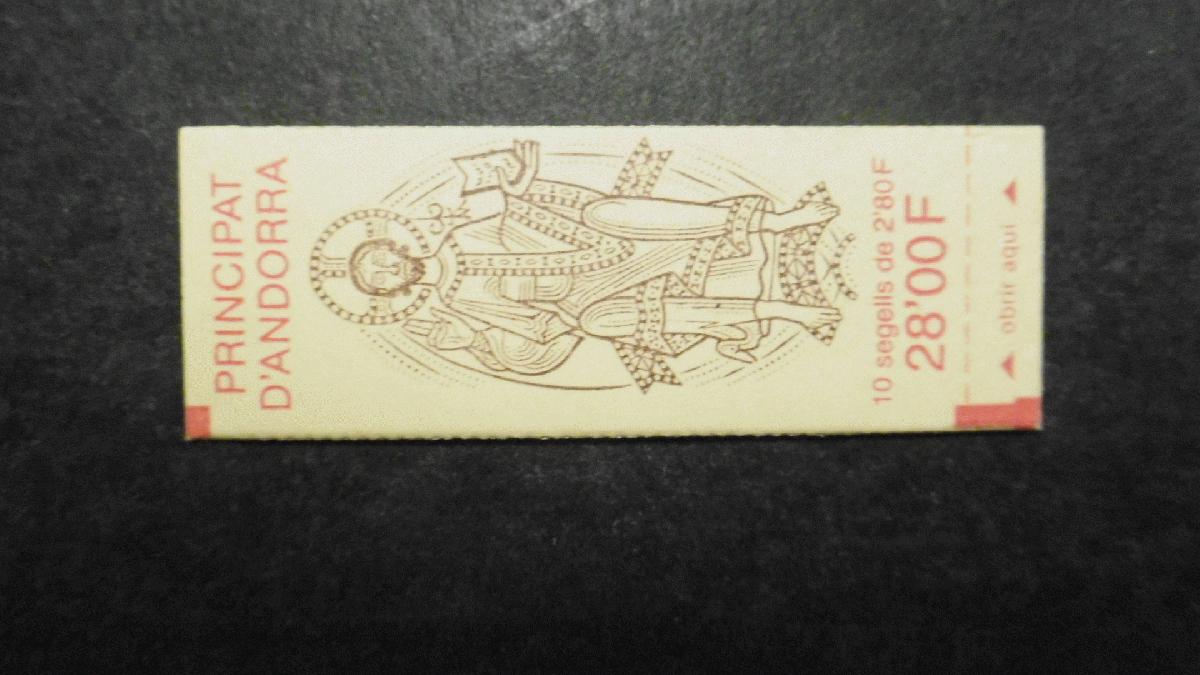 PRINCIPAT
D'ANDORRA
10 segells de 2'80F
28'00F
obrir aquí